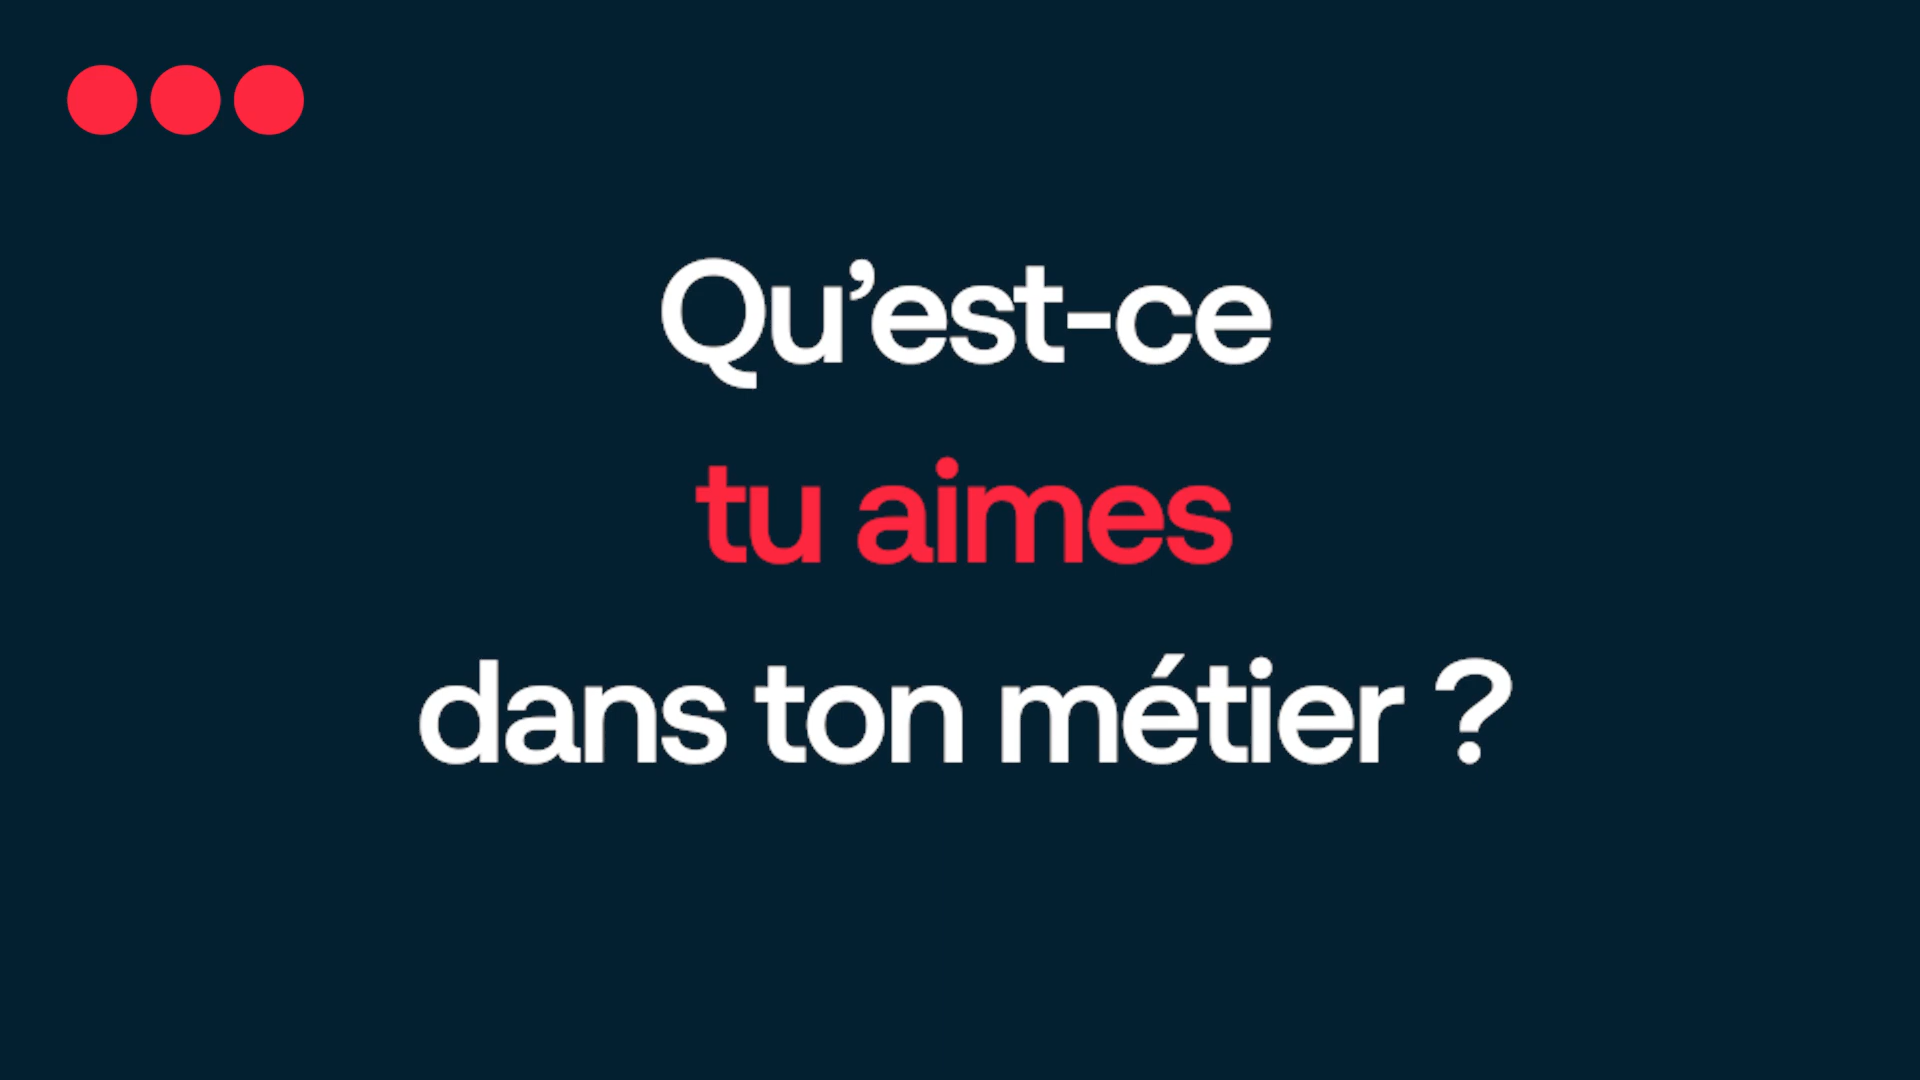 Qu’est-ce
tu aimes
dans ton métier ?